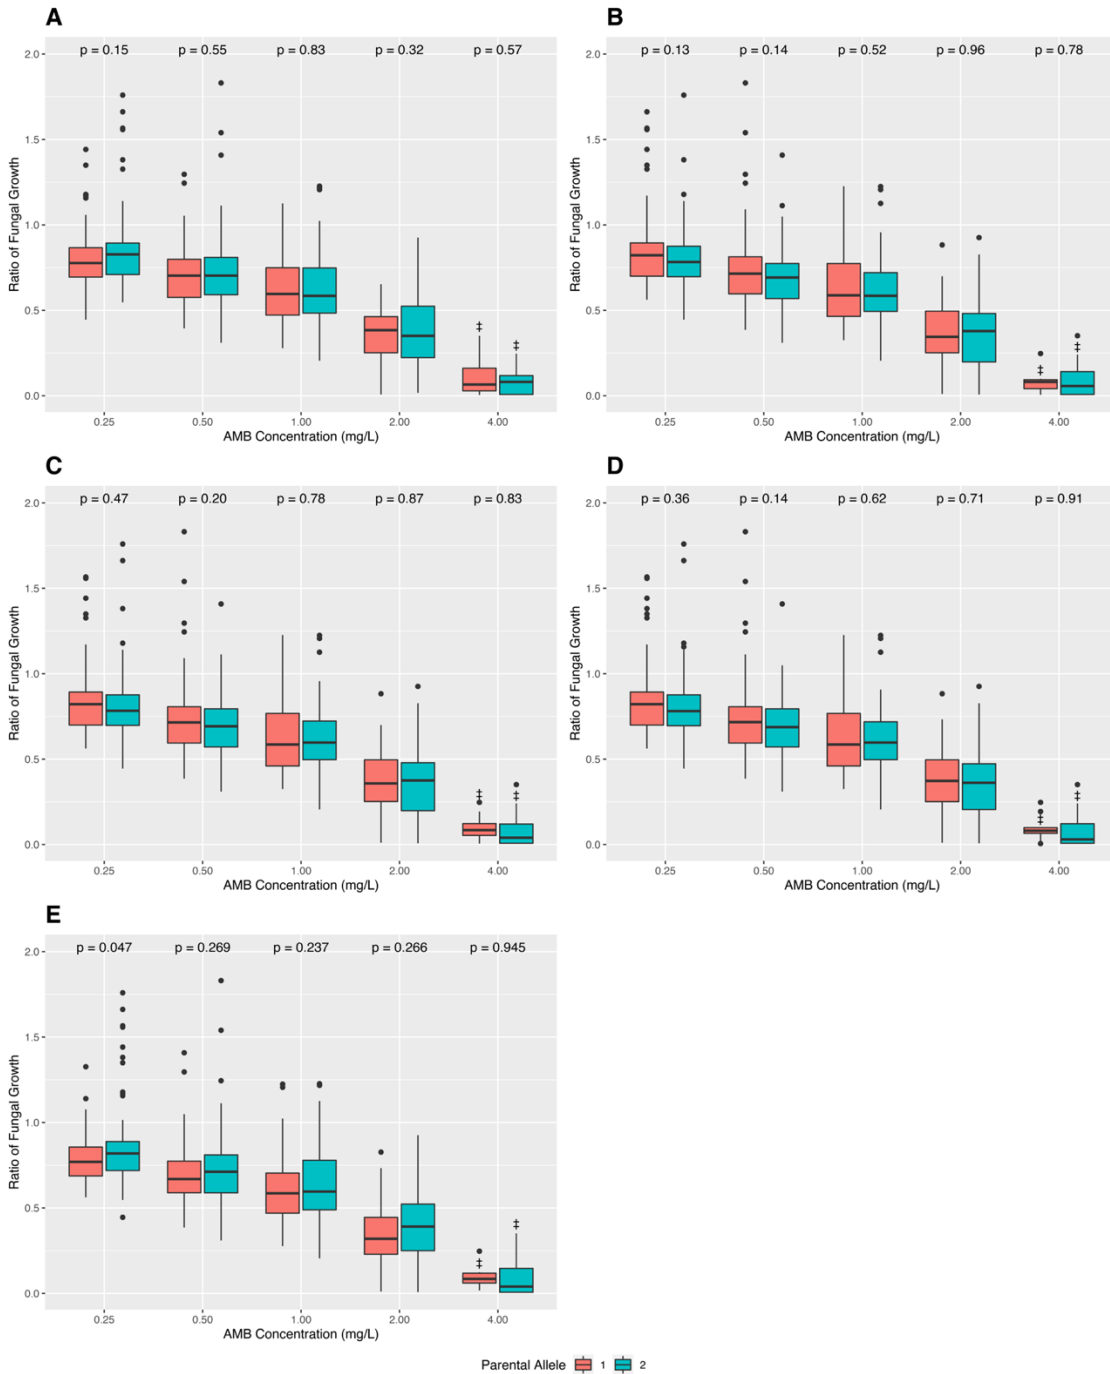 A
p = 0.15 p = 0.55 p = 0.83 p = 0.32 p = 0.57
2.0
1.5
1.0
0.5
0.0
Ratio of Fungal Growth
0.25 0.50 1.00 2.00 4.00
AMB Concentration (mg/L)
‡ ‡
B
p = 0.13 p = 0.14 p = 0.52 p = 0.96 p = 0.78
2.0
1.5
1.0
0.5
0.0
Ratio of Fungal Growth
0.25 0.50 1.00 2.00 4.00
AMB Concentration (mg/L)
‡ ‡
C
p = 0.47 p = 0.20 p = 0.78 p = 0.87 p = 0.83
2.0
1.5
1.0
0.5
0.0
Ratio of Fungal Growth
0.25 0.50 1.00 2.00 4.00
AMB Concentration (mg/L)
‡ ‡
D
p = 0.36 p = 0.14 p = 0.62 p = 0.71 p = 0.91
2.0
1.5
1.0
0.5
0.0
Ratio of Fungal Growth
0.25 0.50 1.00 2.00 4.00
AMB Concentration (mg/L)
‡ ‡
E
p = 0.047 p = 0.269 p = 0.237 p = 0.266 p = 0.945
2.0
1.5
1.0
0.5
0.0
Ratio of Fungal Growth
0.25 0.50 1.00 2.00 4.00
AMB Concentration (mg/L)
‡ ‡
Parental Allele 1 2